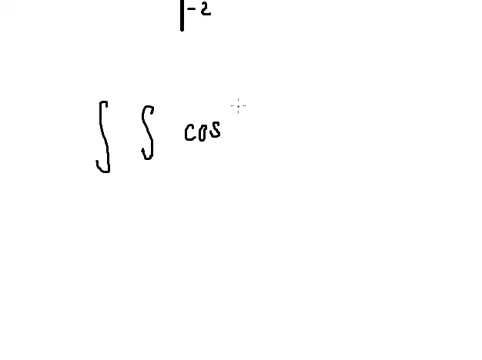 |-2
∫ ∫ cos